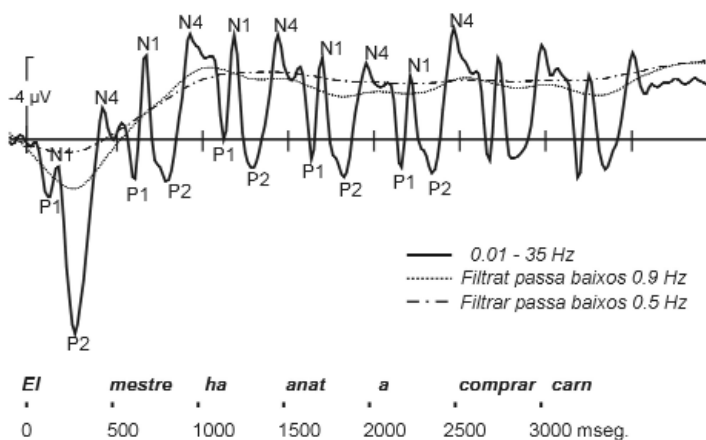 N4
N1
N4
N4
N1
N4
N1
N4
N1
-4 µV
N4
N1
P1
P1
P1
P1
P1
P2
P2
P2
P2
P2
0.01 - 35 Hz
Filtrat passa baixos 0.9 Hz
Filtrar passa baixos 0.5 Hz
El mestre ha anat a comprar carn
0 500 1000 1500 2000 2500 3000 mseg.